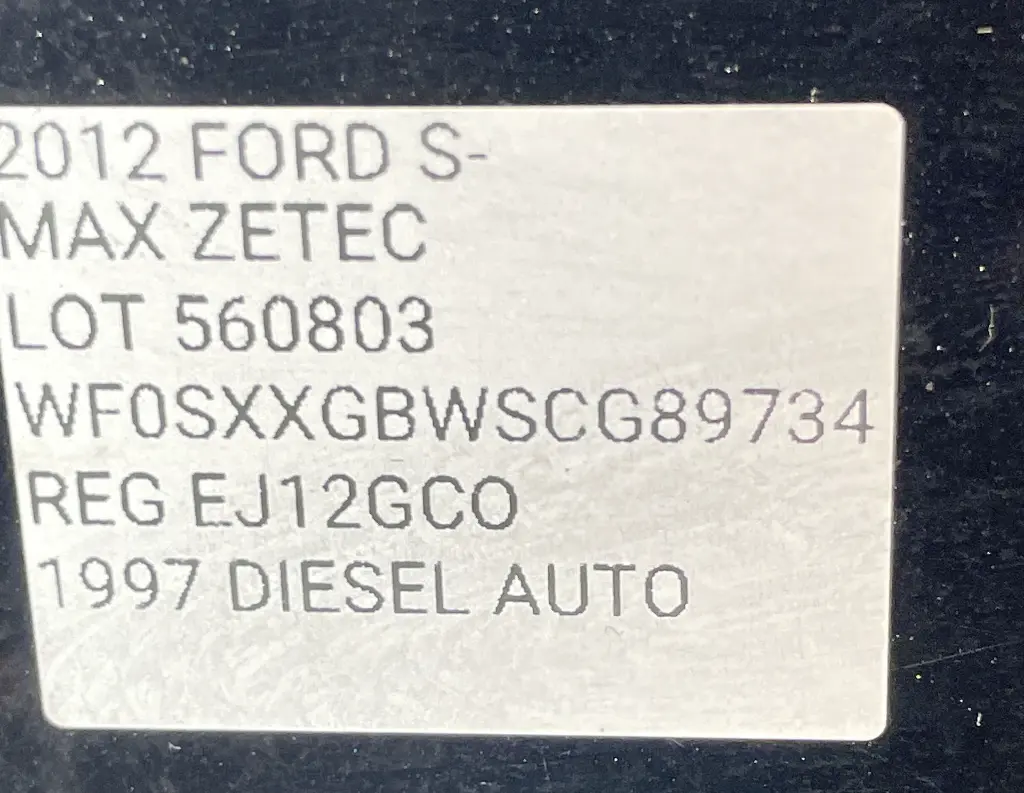 2012 FORD S-
MAX ZETEC
LOT 560803
WF0SXXGBWSCG89734
REG EJ12GCO
1997 DIESEL AUTO